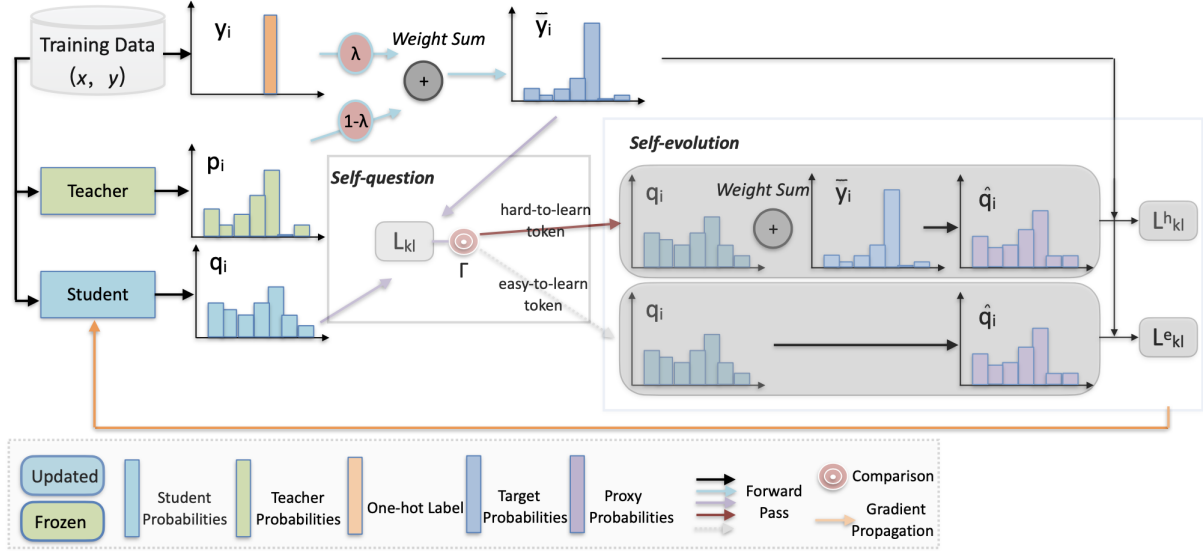 Training Data
(x, y)
yᵢ
λ
Weight Sum
+
ȳᵢ
1-λ
Teacher
pᵢ
Student
qᵢ
Self-question
Lkl
Γ
hard-to-learn
token
easy-to-learn
token
Self-evolution
qᵢ
Weight Sum
+
ȳᵢ
q̂ᵢ
Lʰkl
qᵢ
q̂ᵢ
Lᵉkl
Updated
Frozen
Student
Probabilities
Teacher
Probabilities
One-hot Label
Target
Probabilities
Proxy
Probabilities
Forward
Pass
Comparison
Gradient
Propagation